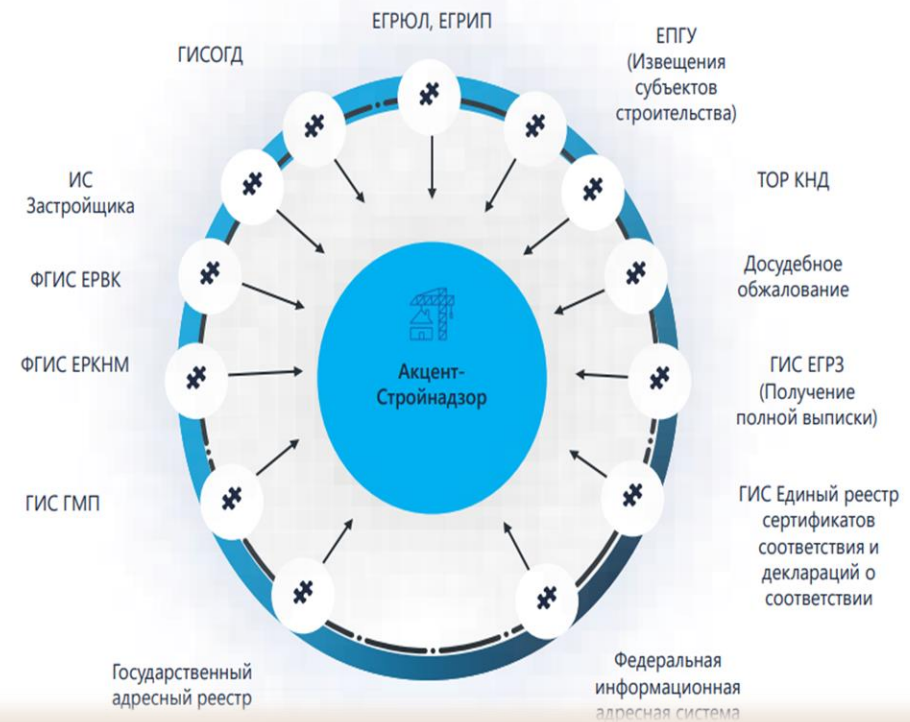 ЕГРЮЛ, ЕГРИП
ГИСОГД
ЕПГУ
(Извещения
субъектов
строительства)
ИС
Застройщика
ТОР КНД
ФГИС ЕРВК
Досудебное
обжалование
ФГИС ЕРКНМ
Акцент-
Стройнадзор
ГИС ЕГРЗ
(Получение
полной выписки)
ГИС ГМП
ГИС Единый реестр
сертификатов
соответствия и
деклараций о
соответствии
Государственный
адресный реестр
Федеральная
информационная
адресная система